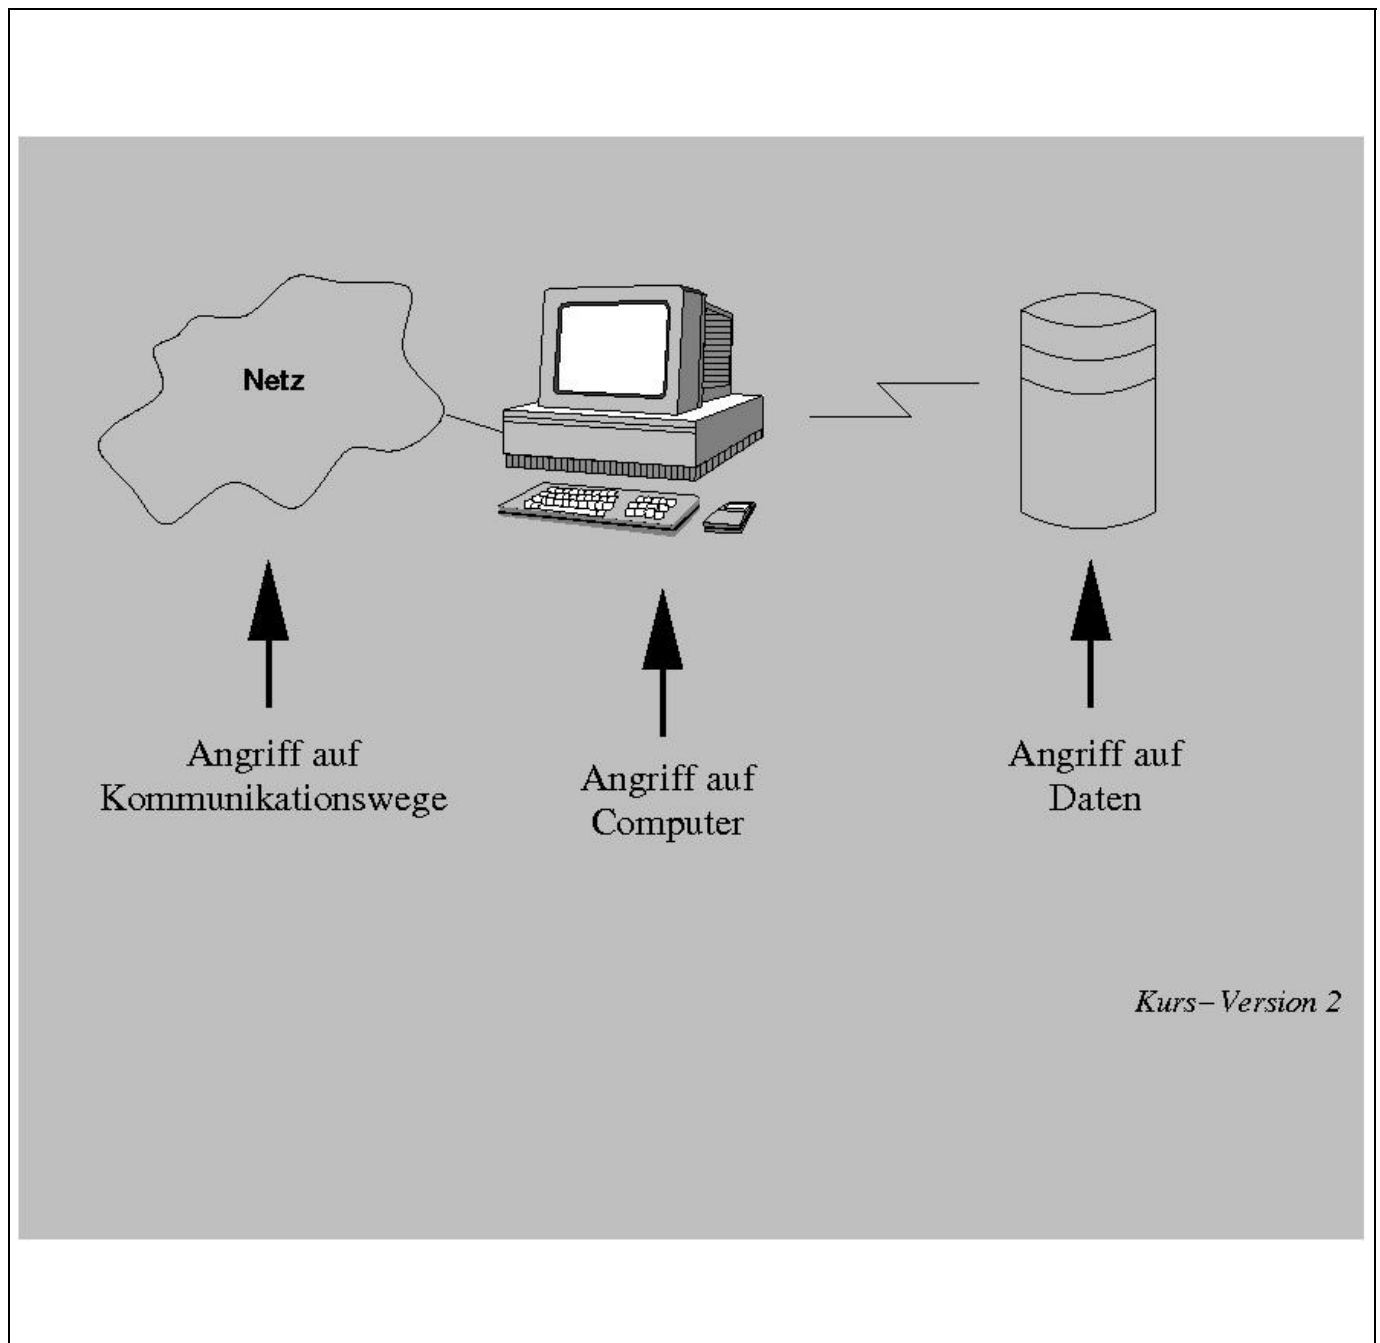 Netz
Angriff auf
Kommunikationswege
Angriff auf
Computer
Angriff auf
Daten
Kurs–Version 2